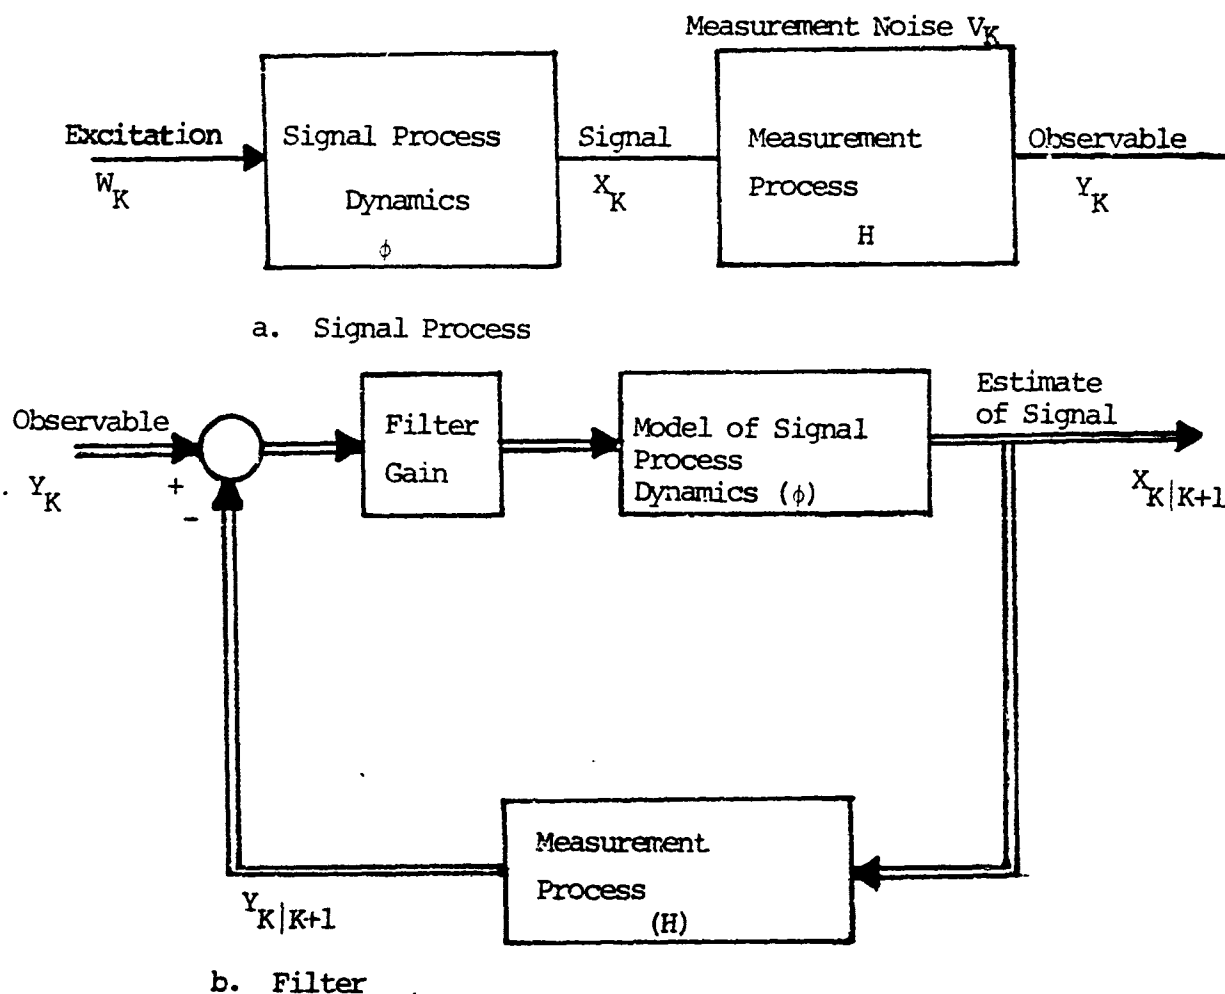 Measurement Noise V_K
Excitation
W_K
Signal Process
Dynamics
ϕ
Signal
X_K
Measurement
Process
H
Observable
Y_K
a. Signal Process
Observable
Y_K
+
-
Filter
Gain
Model of Signal
Process
Dynamics (ϕ)
Estimate
of Signal
X_K|K+1
Measurement
Process
(H)
Y_K|K+1
b. Filter